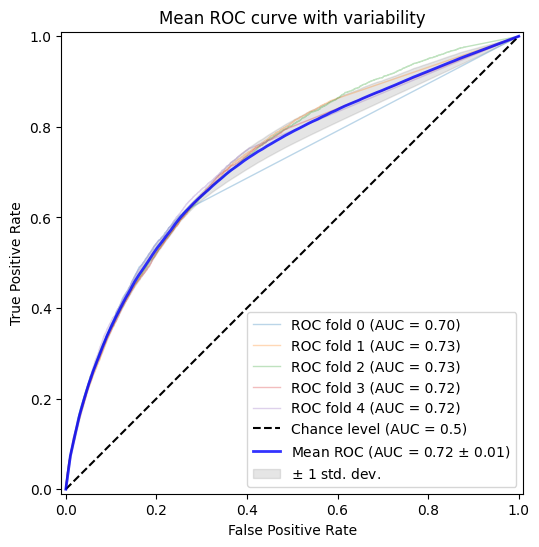 Mean ROC curve with variability
1.0
0.8
0.6
0.4
0.2
0.0
True Positive Rate
ROC fold 0 (AUC = 0.70)
ROC fold 1 (AUC = 0.73)
ROC fold 2 (AUC = 0.73)
ROC fold 3 (AUC = 0.72)
ROC fold 4 (AUC = 0.72)
Chance level (AUC = 0.5)
Mean ROC (AUC = 0.72 ± 0.01)
± 1 std. dev.
0.0 0.2 0.4 0.6 0.8 1.0
False Positive Rate